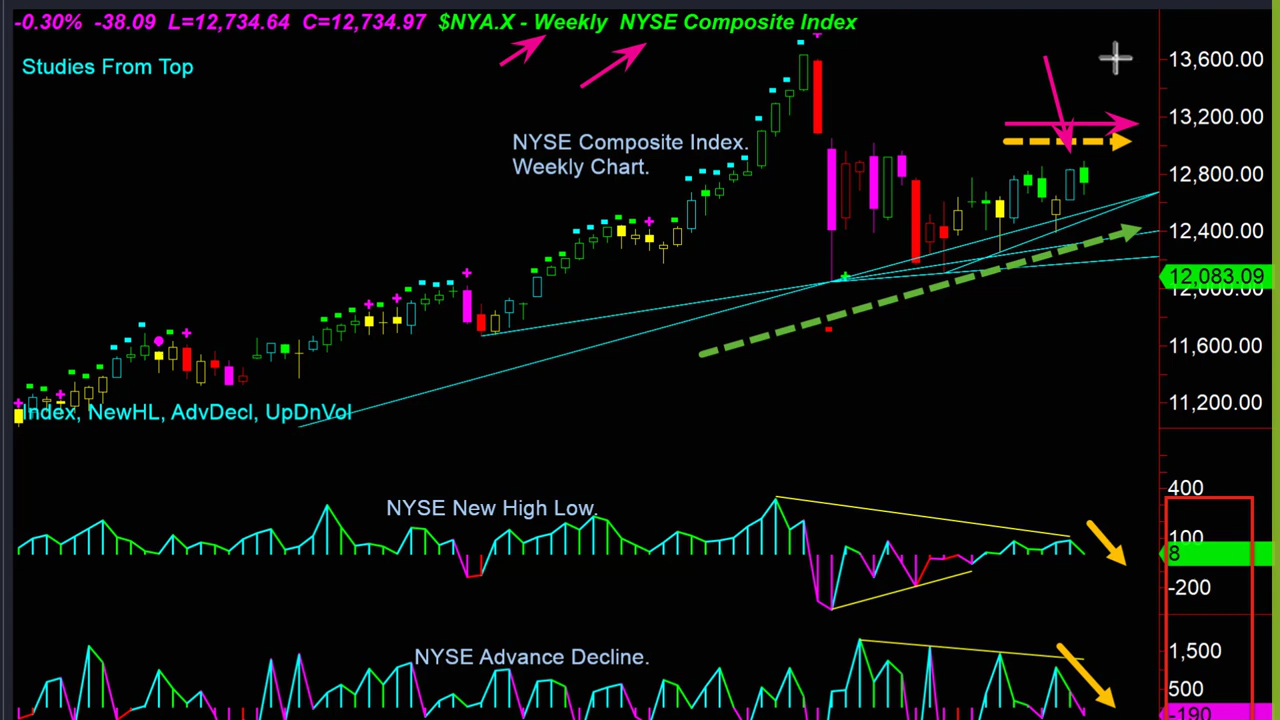 -0.30% -38.09 L=12,734.64 C=12,734.97 $NYA.X - Weekly NYSE Composite Index
Studies From Top
13,600.00
13,200.00
NYSE Composite Index.
Weekly Chart.
12,800.00
12,400.00
12,083.09
12,000.00
11,600.00
11,200.00
Index, NewHL, AdvDecl, UpDnVol
400
NYSE New High Low.
100
8
-200
NYSE Advance Decline.
1,500
500
-190